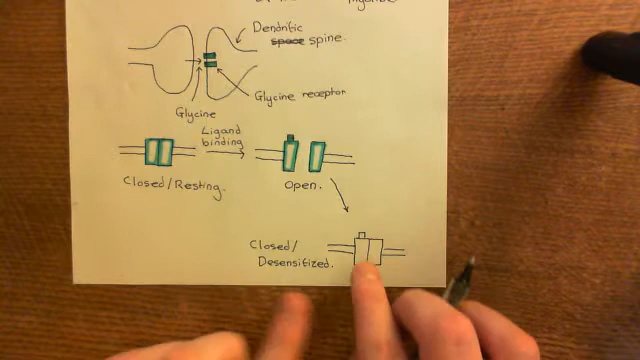 Dendritic
space spine.
Glycine receptor
Glycine
Ligand
binding
Closed/Resting.
Open.
Closed/
Desensitized.